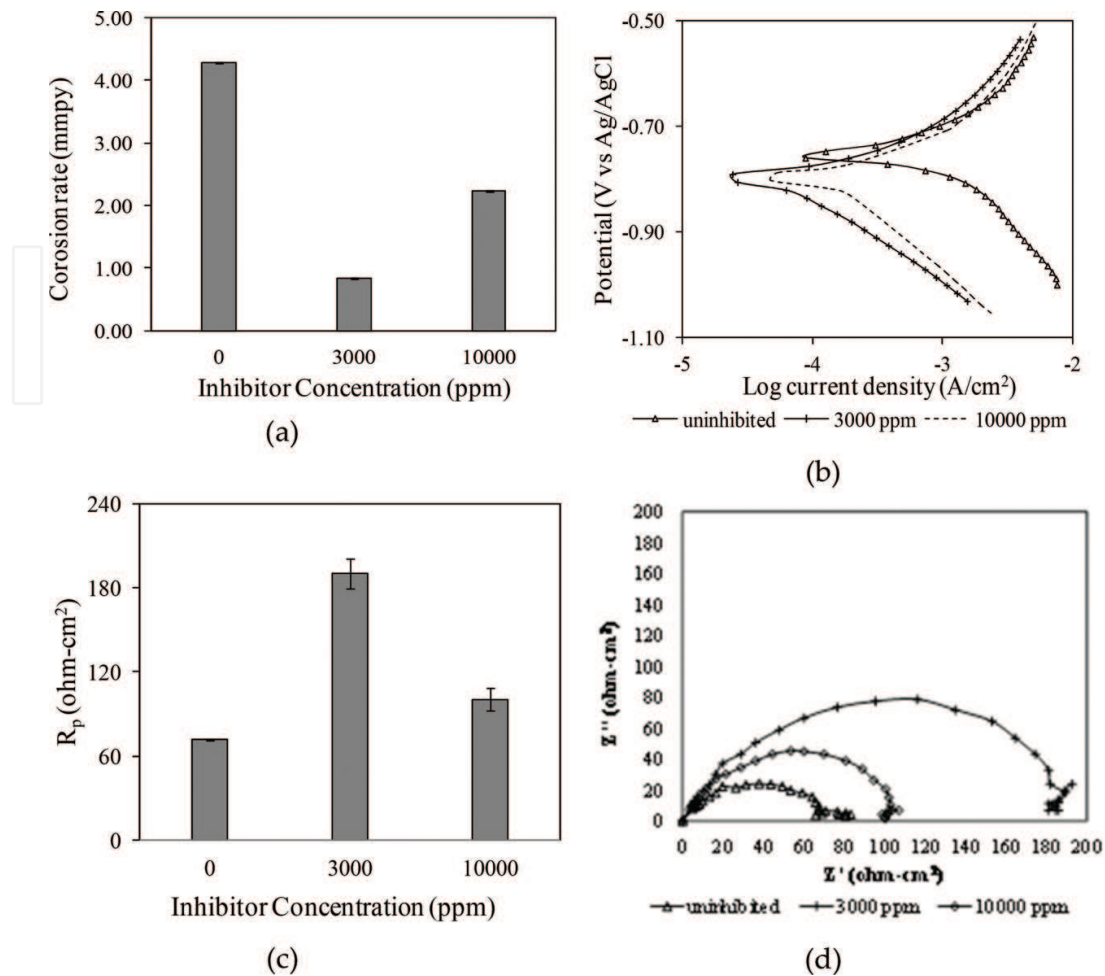 5.00
4.00
3.00
2.00
1.00
0.00
Corosion rate (mmpy)
0 3000 10000
Inhibitor Concentration (ppm)
(a)
-0.50
-0.70
-0.90
-1.10
Potential (V vs Ag/AgCl
-5 -4 -3 -2
Log current density (A/cm²)
uninhibited 3000 ppm 10000 ppm
(b)
240
180
120
60
0
Rₚ (ohm-cm²)
0 3000 10000
Inhibitor Concentration (ppm)
(c)
200
180
160
140
120
100
80
60
40
20
0
Z'' (ohm-cm²)
0 20 40 60 80 100 120 140 160 180 200
Z' (ohm-cm²)
uninhibited 3000 ppm 10000 ppm
(d)